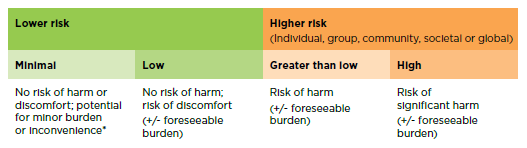 Lower risk
Higher risk
(Individual, group, community, societal or global)
Minimal
Low
Greater than low
High
No risk of harm or
discomfort; potential
for minor burden
or inconvenience*
No risk of harm;
risk of discomfort
(+/- foreseeable
burden)
Risk of harm
(+/- foreseeable
burden)
Risk of
significant harm
(+/- foreseeable
burden)